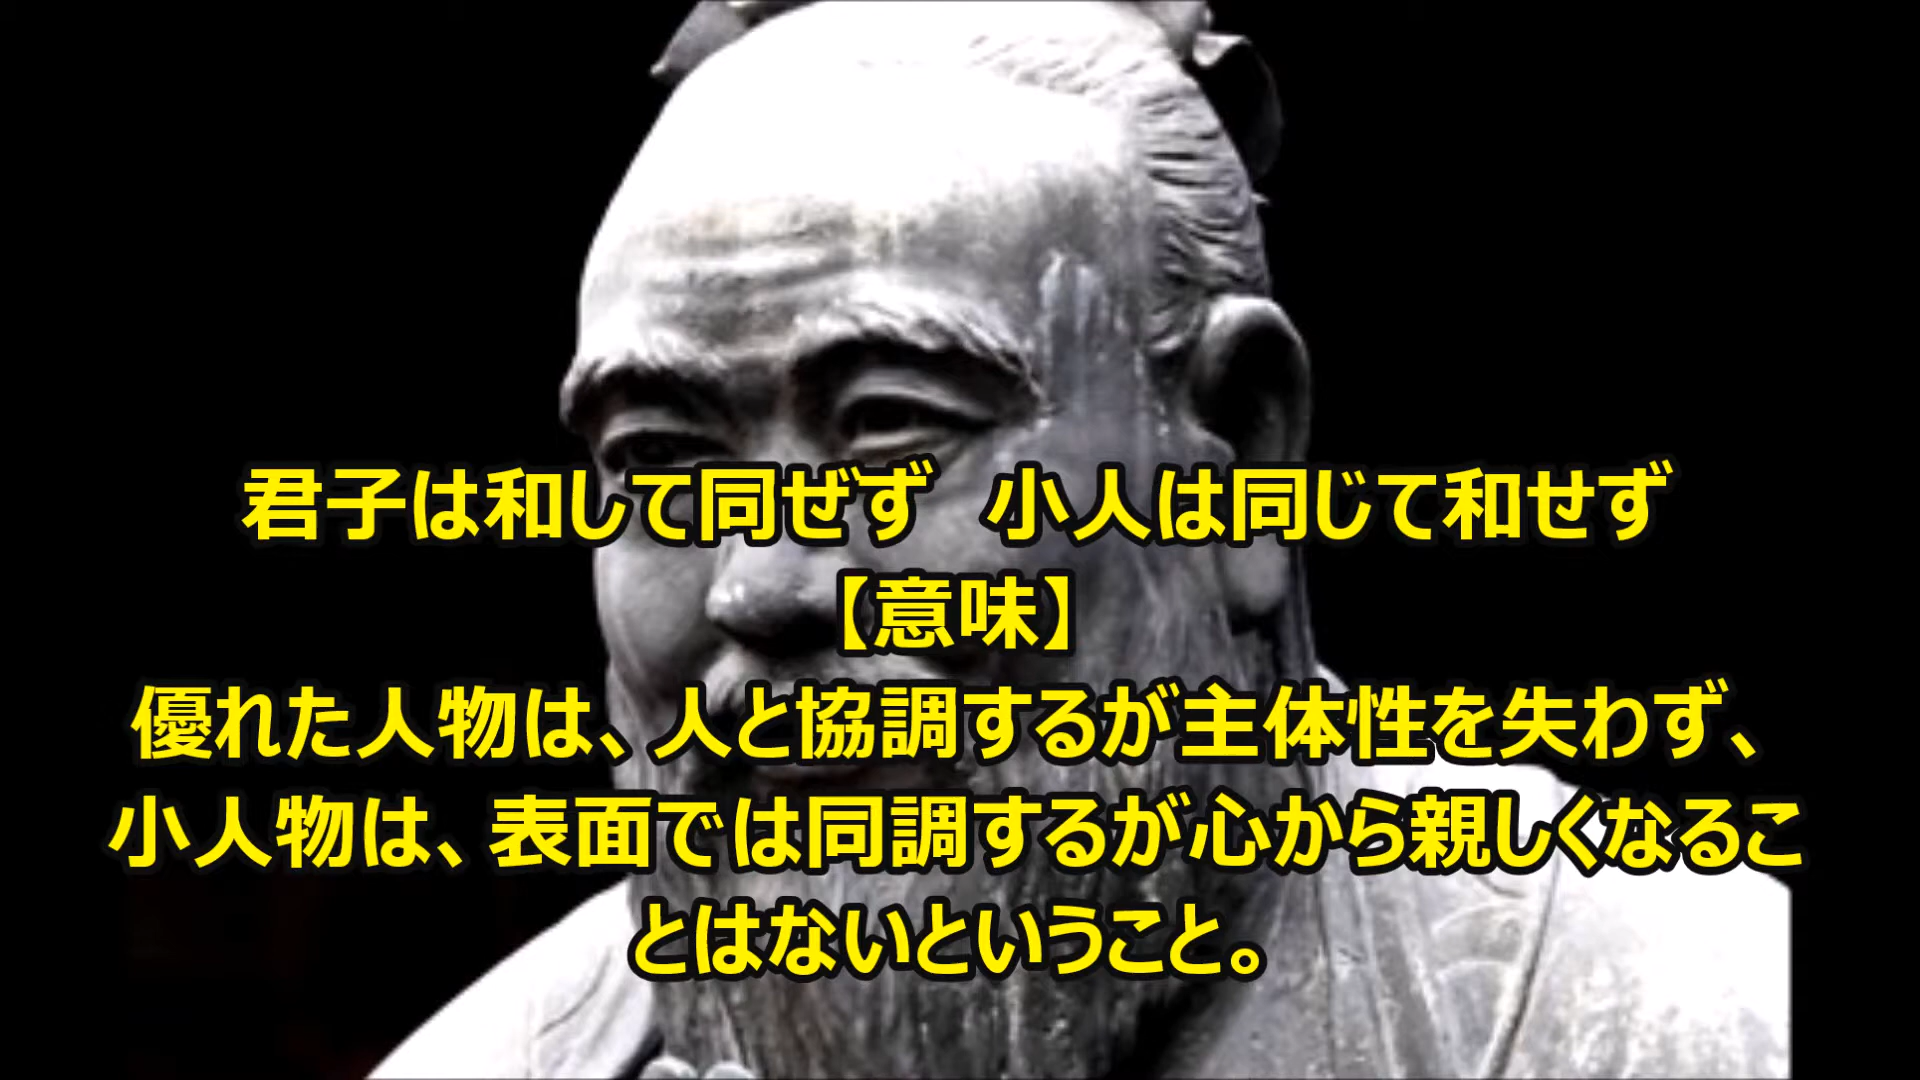 君子は和して同ぜず　小人は同じて和せず
【意味】
優れた人物は、人と協調するが主体性を失わず、
小人物は、表面では同調するが心から親しくなるこ
とはないということ。